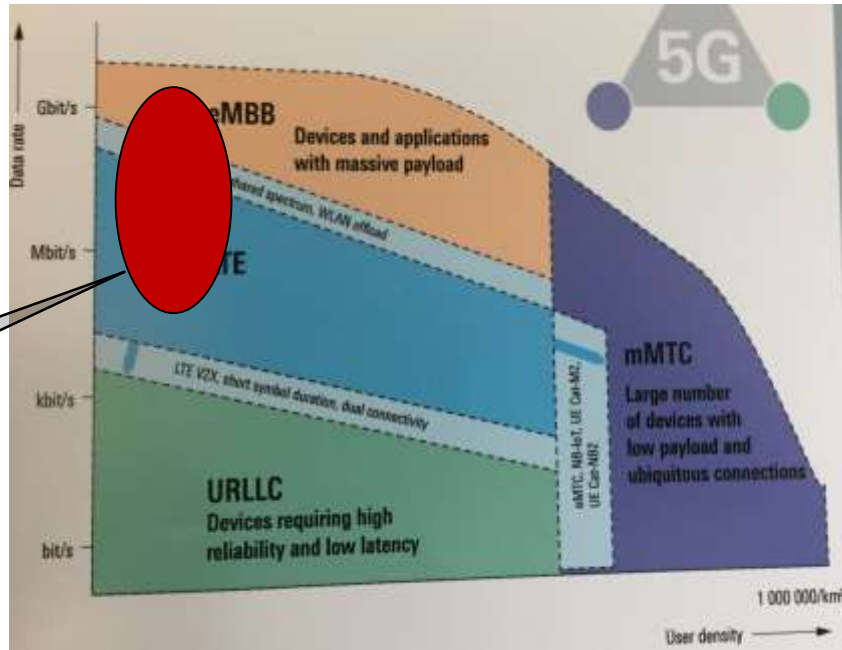 5G
Data rate
Gbit/s
Mbit/s
kbit/s
bit/s
eMBB
Devices and applications
with massive payload
shared spectrum, WLAN offload
TE
LTE V2X, short symbol duration, dual connectivity
URLLC
Devices requiring high
reliability and low latency
eMTC, NB-IoT, UE Cat-M2,
UE Cat-NB2
mMTC
Large number
of devices with
low payload and
ubiquitous connections
1 000 000/km²
User density